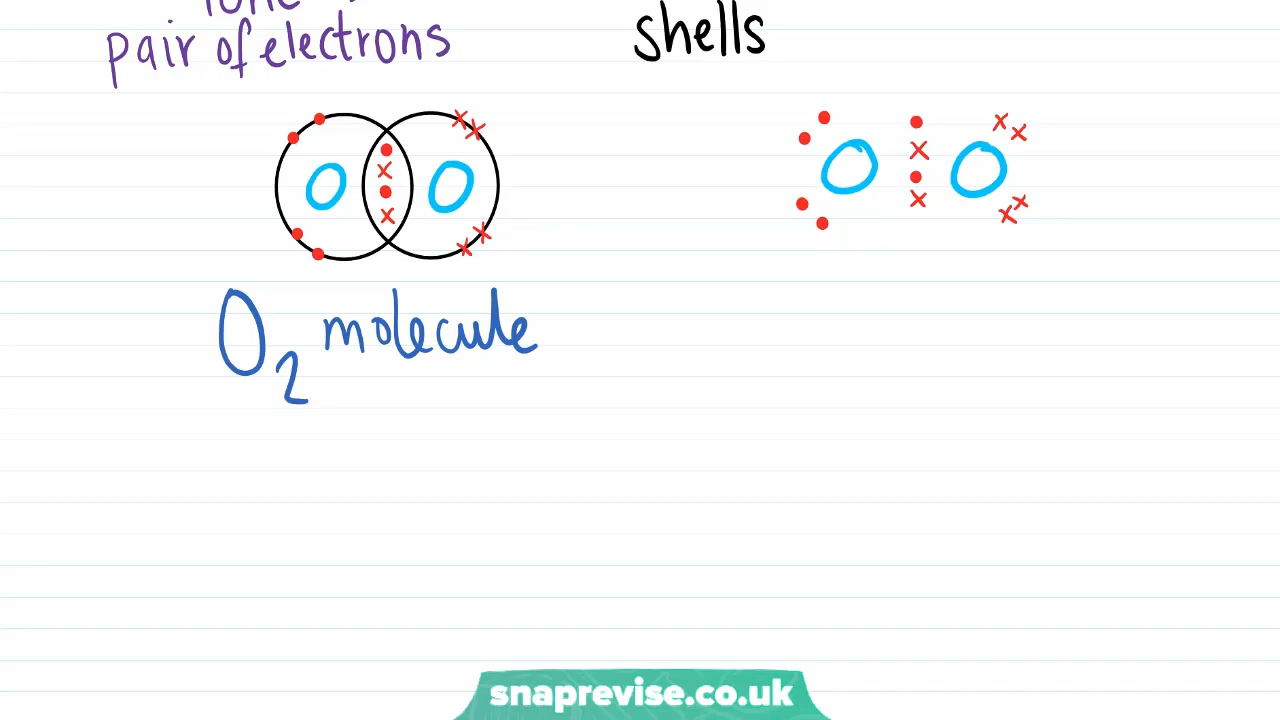 pair of electrons
shells
O O
O O
O2 molecule
snaprevise.co.uk